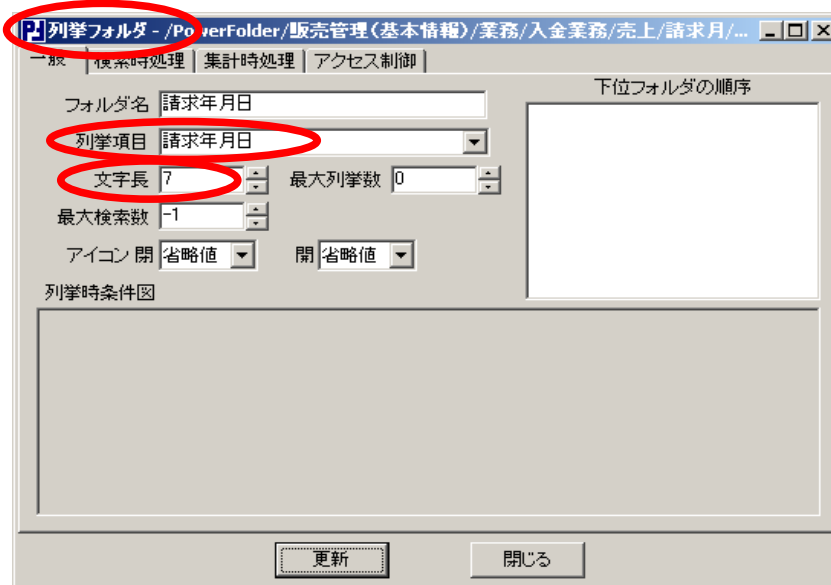 列挙フォルダ - /PowerFolder/販売管理(基本情報)/業務/入金業務/売上/請求月/...
一般 検索時処理 集計時処理 アクセス制御
フォルダ名 請求年月日
下位フォルダの順序
列挙項目 請求年月日
文字長 7 最大列挙数 0
最大検索数 -1
アイコン 閉 省略値 開 省略値
列挙時条件図
更新 閉じる